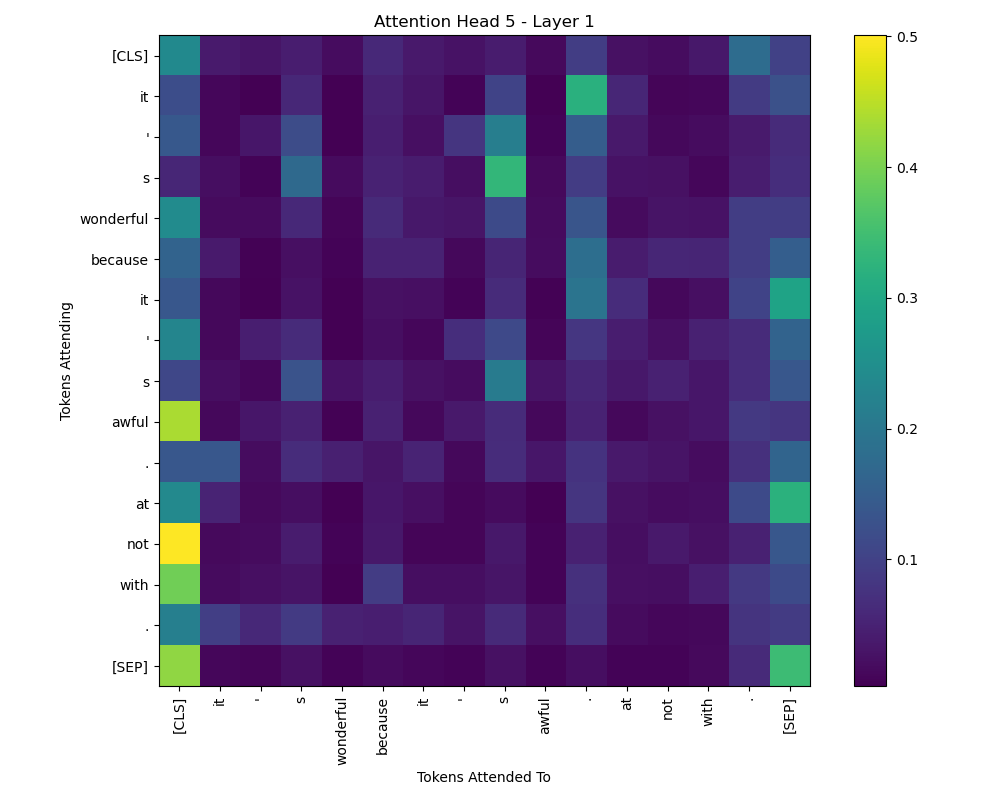 Attention Head 5 - Layer 1
Tokens Attending
[CLS]
it
'
s
wonderful
because
it
'
s
awful
.
at
not
with
.
[SEP]
[CLS]
it
'
s
wonderful
because
it
'
s
awful
.
at
not
with
.
[SEP]
Tokens Attended To
0.5
0.4
0.3
0.2
0.1